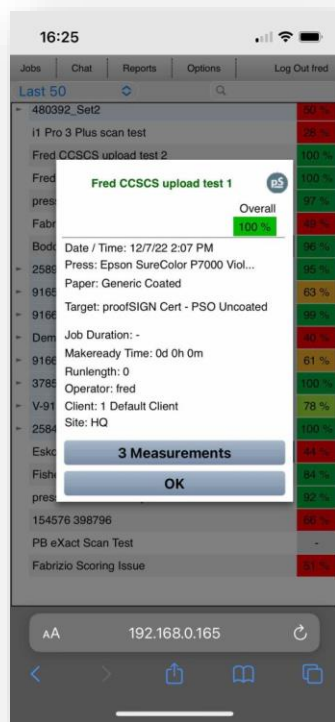 16:25
Jobs Chat Reports Options Log Out fred
Last 50
480392_Set2 50 %
i1 Pro 3 Plus scan test 28 %
Fred CCSCS upload test 2 100 %
Fred 100 %
pres 97 %
Fabr 49 %
Bodo 96 %
2589 95 %
9165 63 %
9166 99 %
Dem 40 %
9166 61 %
3785 100 %
V-91 78 %
2584 100 %
Esko 44 %
Fishe 84 %
pres 92 %
154576 398796
PB eXact Scan Test -
Fabrizio Scoring Issue 51 %
Fred CCSCS upload test 1
pS
Overall
100 %
Date / Time: 12/7/22 2:07 PM
Press: Epson SureColor P7000 Viol...
Paper: Generic Coated
Target: proofSIGN Cert - PSO Uncoated
Job Duration: -
Makeready Time: 0d 0h 0m
Runlength: 0
Operator: fred
Client: 1 Default Client
Site: HQ
3 Measurements
OK
AA 192.168.0.165